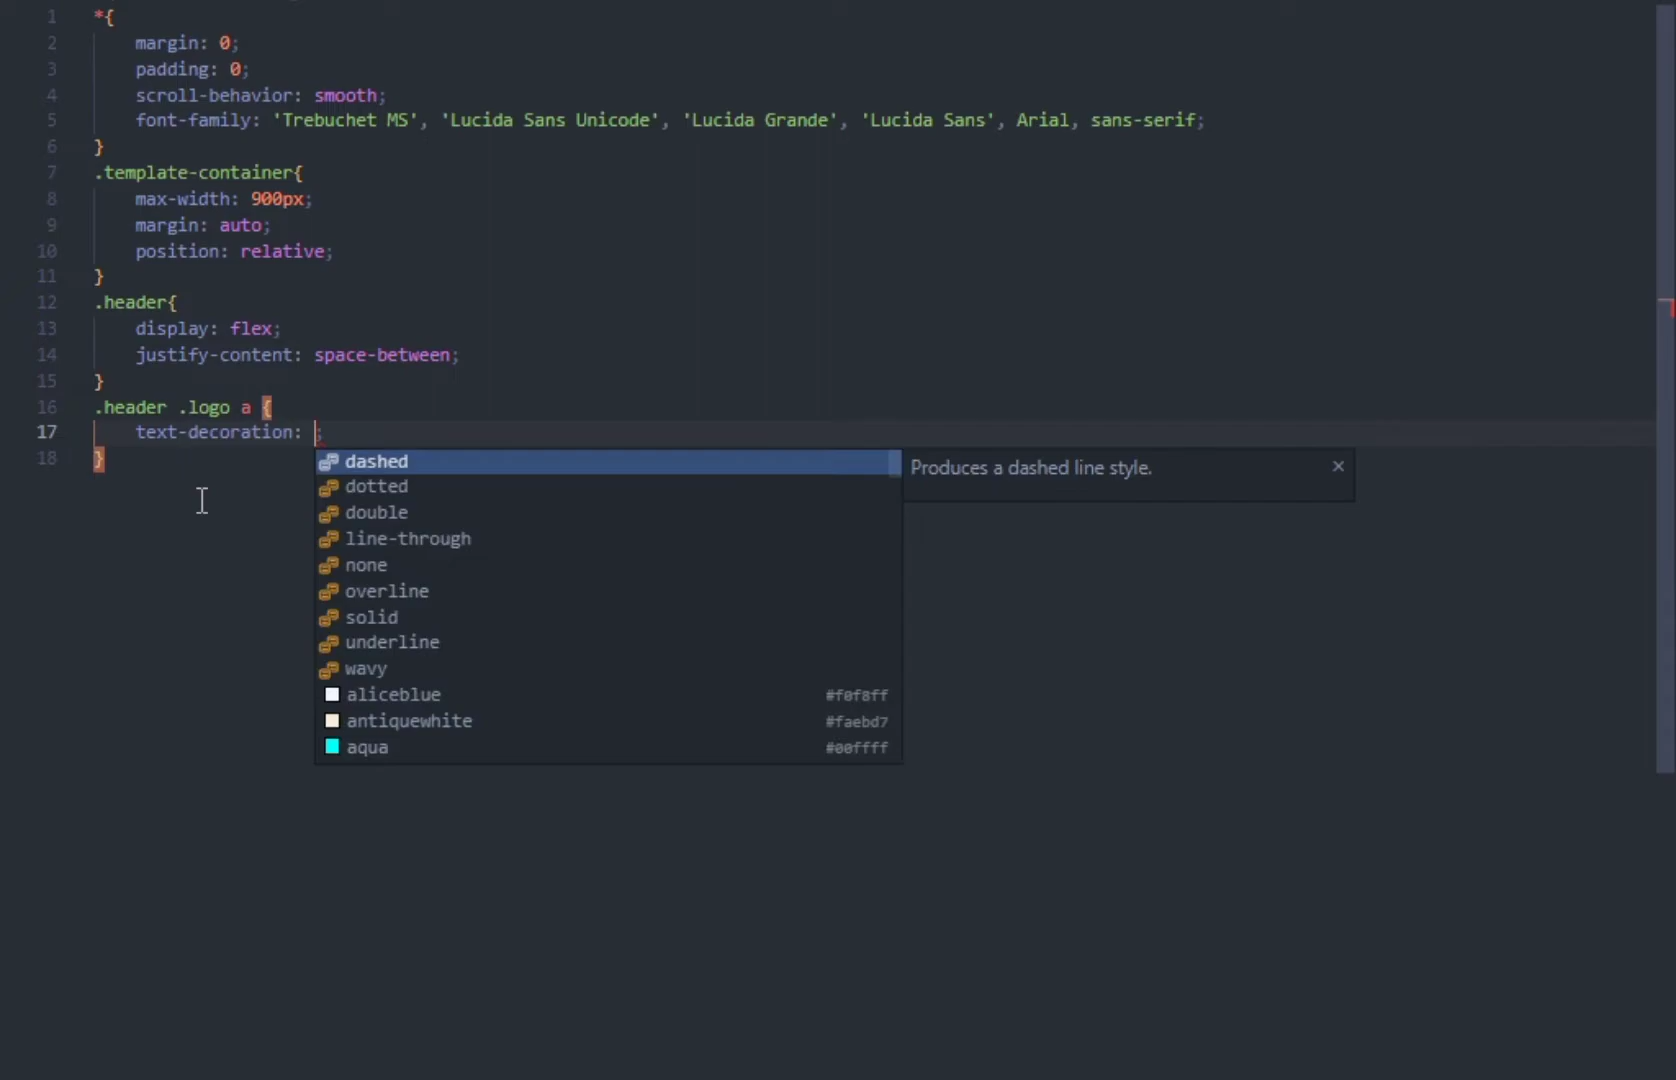 1 *{
2 margin: 0;
3 padding: 0;
4 scroll-behavior: smooth;
5 font-family: 'Trebuchet MS', 'Lucida Sans Unicode', 'Lucida Grande', 'Lucida Sans', Arial, sans-serif;
6 }
7 .template-container{
8 max-width: 900px;
9 margin: auto;
10 position: relative;
11 }
12 .header{
13 display: flex;
14 justify-content: space-between;
15 }
16 .header .logo a {
17 text-decoration: ;
18 }
dashed Produces a dashed line style. ×
dotted
double
line-through
none
overline
solid
underline
wavy
aliceblue #f0f8ff
antiquewhite #faebd7
aqua #00ffff